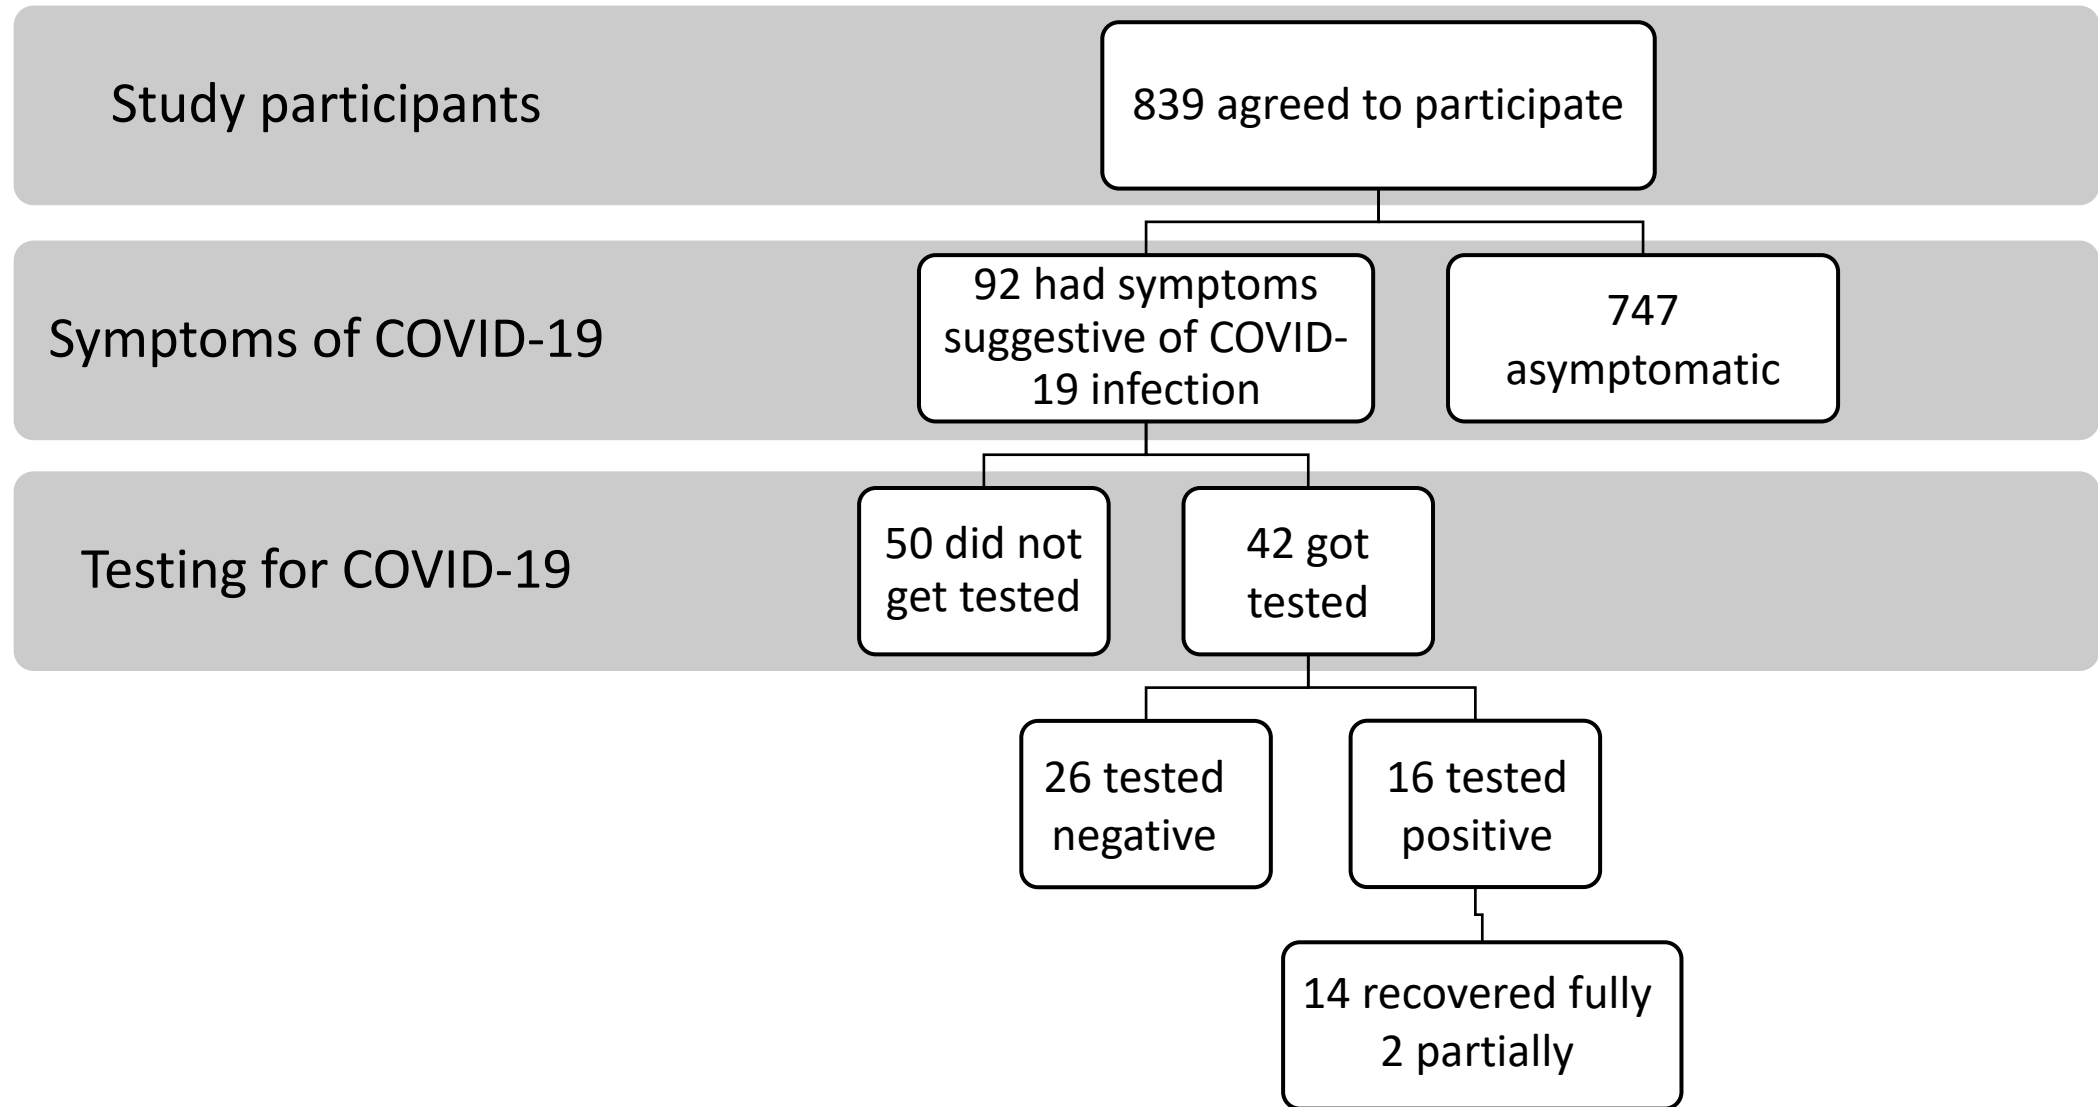 Study participants
839 agreed to participate
Symptoms of COVID-19
92 had symptoms
suggestive of COVID-
19 infection
747
asymptomatic
Testing for COVID-19
50 did not
get tested
42 got
tested
26 tested
negative
16 tested
positive
14 recovered fully
2 partially